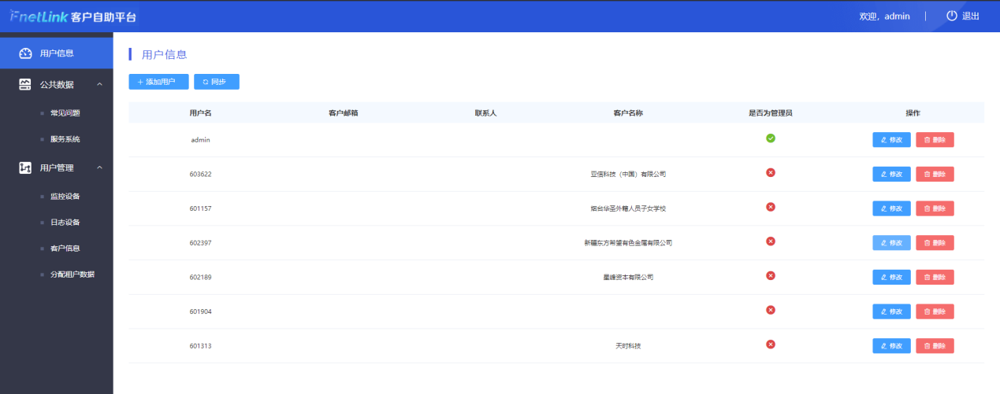 FnetLink 客户自助平台
欢迎，admin
退出
用户信息
公共数据
常见问题
服务系统
用户管理
监控设备
日志设备
客户信息
分配租户数据
用户信息
添加用户 同步
用户名 客户邮箱 联系人 客户名称 是否为管理员 操作
admin 修改 删除
603622 亚信科技（中国）有限公司 修改 删除
601157 烟台华圣外籍人员子女学校 修改 删除
602397 新疆东方希望有色金属有限公司 修改 删除
602189 星峰资本有限公司 修改 删除
601904 修改 删除
601313 天时科技 修改 删除